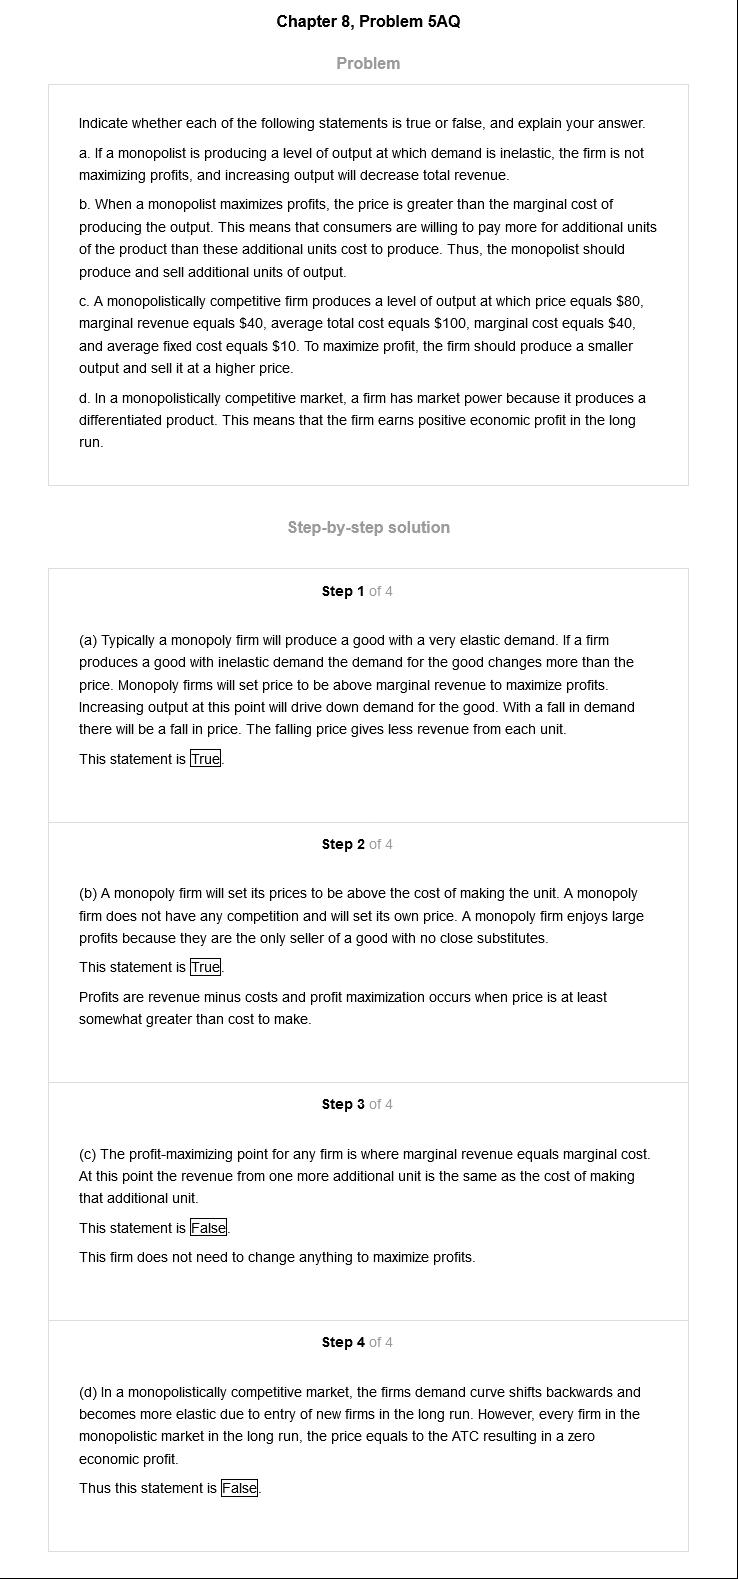 Chapter 8, Problem 5AQ
Problem
Indicate whether each of the following statements is true or false, and explain your answer.
a. If a monopolist is producing a level of output at which demand is inelastic, the firm is not
maximizing profits, and increasing output will decrease total revenue.
b. When a monopolist maximizes profits, the price is greater than the marginal cost of
producing the output. This means that consumers are willing to pay more for additional units
of the product than these additional units cost to produce. Thus, the monopolist should
produce and sell additional units of output.
c. A monopolistically competitive firm produces a level of output at which price equals $80,
marginal revenue equals $40, average total cost equals $100, marginal cost equals $40,
and average fixed cost equals $10. To maximize profit, the firm should produce a smaller
output and sell it at a higher price.
d. In a monopolistically competitive market, a firm has market power because it produces a
differentiated product. This means that the firm earns positive economic profit in the long
run.
Step-by-step solution
Step 1 of 4
(a) Typically a monopoly firm will produce a good with a very elastic demand. If a firm
produces a good with inelastic demand the demand for the good changes more than the
price. Monopoly firms will set price to be above marginal revenue to maximize profits.
Increasing output at this point will drive down demand for the good. With a fall in demand
there will be a fall in price. The falling price gives less revenue from each unit.
This statement is True.
Step 2 of 4
(b) A monopoly firm will set its prices to be above the cost of making the unit. A monopoly
firm does not have any competition and will set its own price. A monopoly firm enjoys large
profits because they are the only seller of a good with no close substitutes.
This statement is True.
Profits are revenue minus costs and profit maximization occurs when price is at least
somewhat greater than cost to make.
Step 3 of 4
(c) The profit-maximizing point for any firm is where marginal revenue equals marginal cost.
At this point the revenue from one more additional unit is the same as the cost of making
that additional unit.
This statement is False.
This firm does not need to change anything to maximize profits.
Step 4 of 4
(d) In a monopolistically competitive market, the firms demand curve shifts backwards and
becomes more elastic due to entry of new firms in the long run. However, every firm in the
monopolistic market in the long run, the price equals to the ATC resulting in a zero
economic profit.
Thus this statement is False.